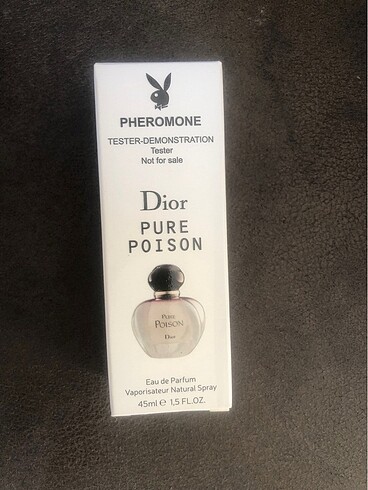 PHEROMONE
TESTER-DEMONSTRATION
Tester
Not for sale
Dior
PURE
POISON
PURE
POISON
Dior
Eau de Parfum
Vaporisateur Natural Spray
45ml e 1,5 FL.OZ.